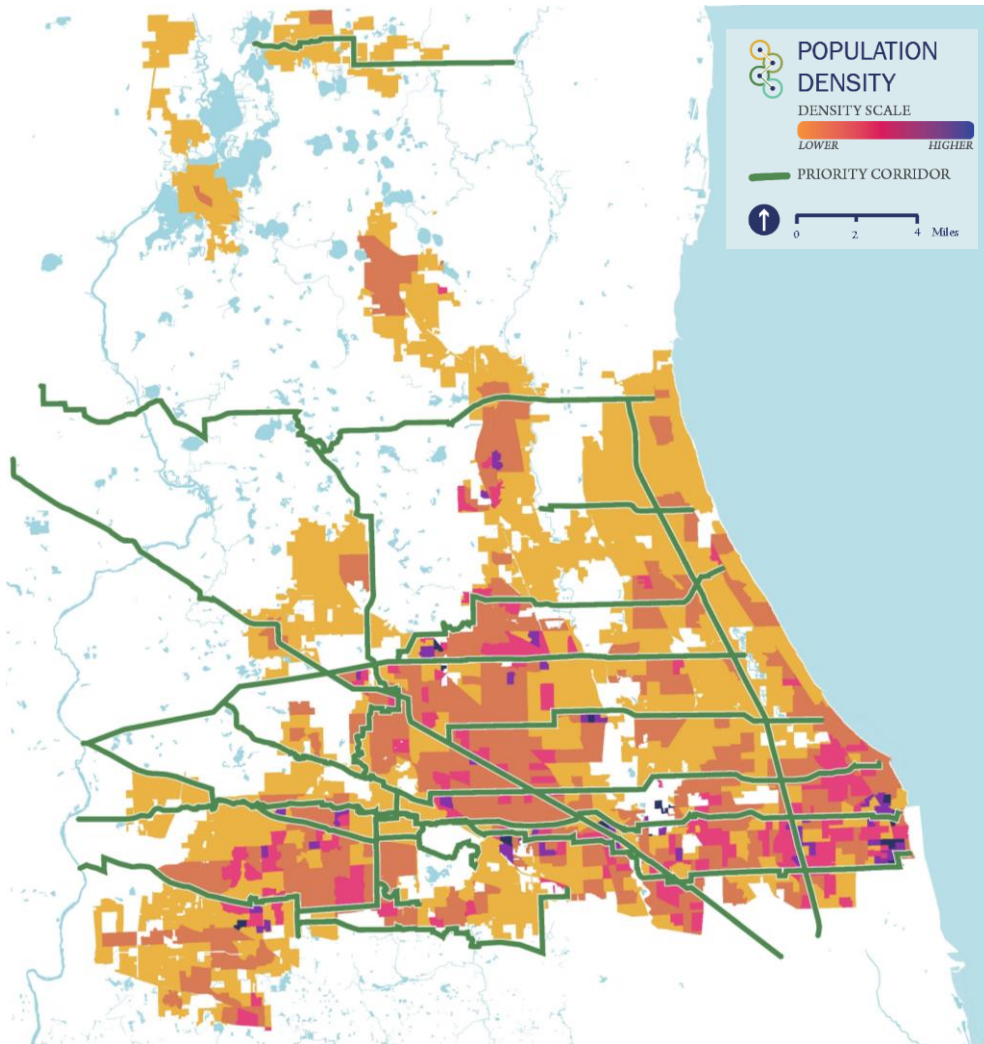 POPULATION
DENSITY
DENSITY SCALE
LOWER HIGHER
PRIORITY CORRIDOR
0 2 4 Miles